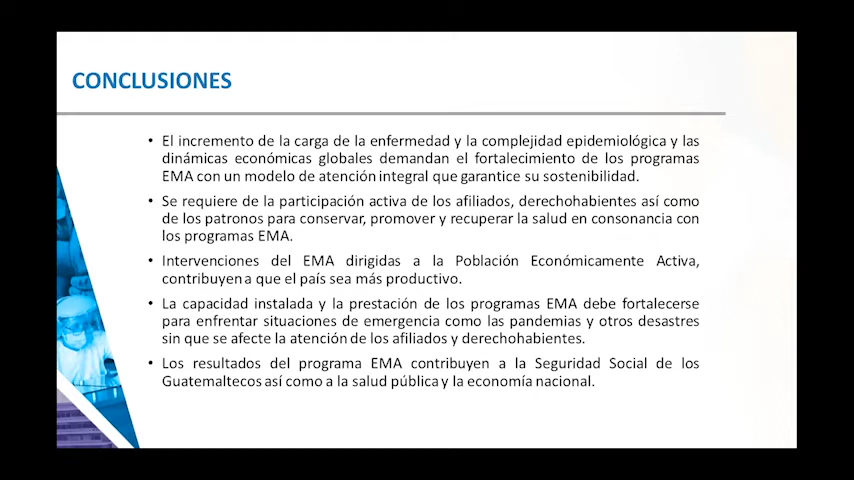 CONCLUSIONES
• El incremento de la carga de la enfermedad y la complejidad epidemiológica y las
dinámicas económicas globales demandan el fortalecimiento de los programas
EMA con un modelo de atención integral que garantice su sostenibilidad.
• Se requiere de la participación activa de los afiliados, derechohabientes así como
de los patronos para conservar, promover y recuperar la salud en consonancia con
los programas EMA.
• Intervenciones del EMA dirigidas a la Población Económicamente Activa,
contribuyen a que el país sea más productivo.
• La capacidad instalada y la prestación de los programas EMA debe fortalecerse
para enfrentar situaciones de emergencia como las pandemias y otros desastres
sin que se afecte la atención de los afiliados y derechohabientes.
• Los resultados del programa EMA contribuyen a la Seguridad Social de los
Guatemaltecos así como a la salud pública y la economía nacional.